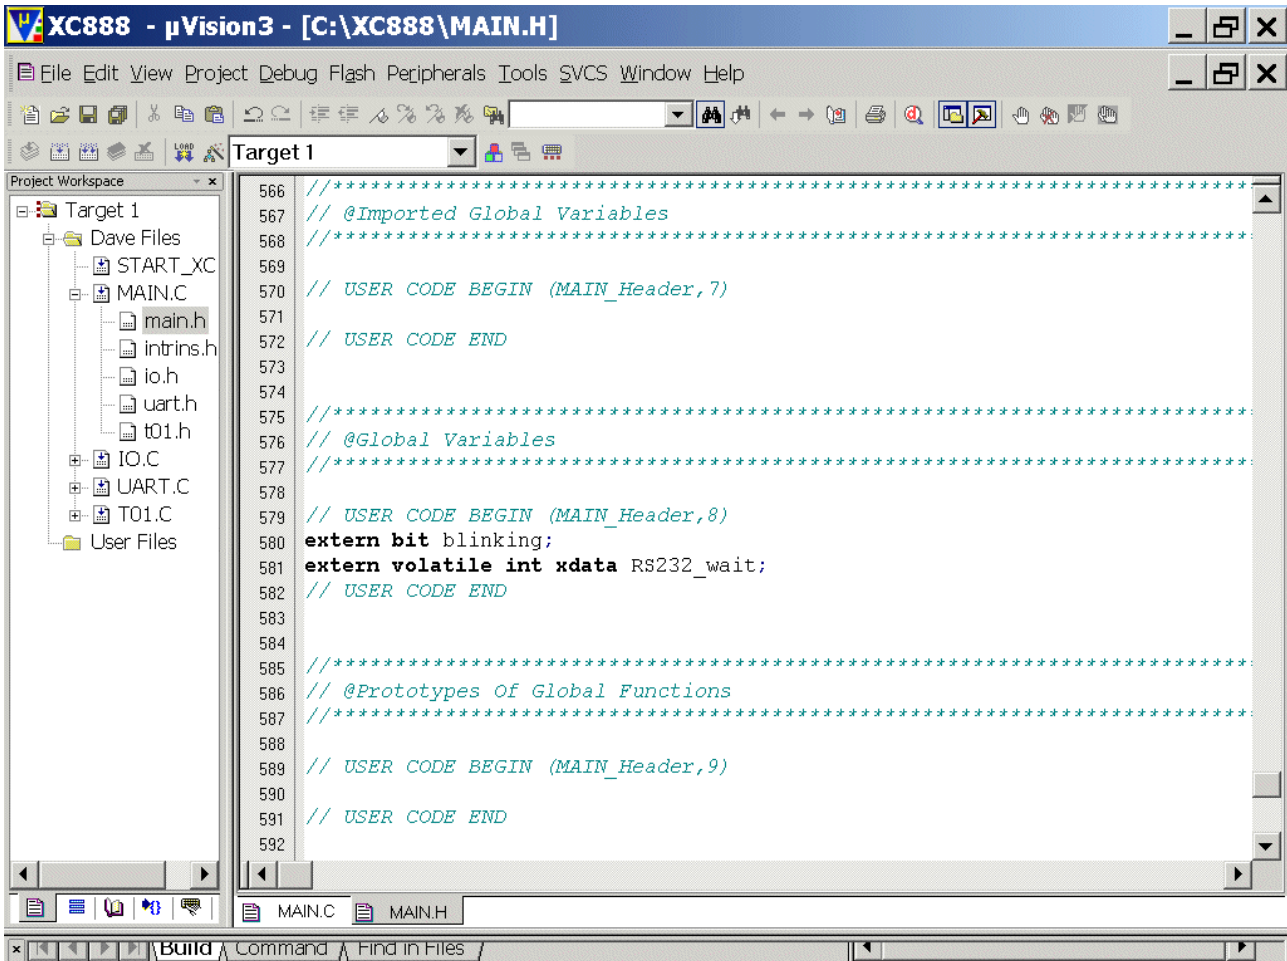 XC888 - µVision3 - [C:\XC888\MAIN.H]
File Edit View Project Debug Flash Peripherals Tools SVCS Window Help
LOAD Target 1
Project Workspace
Target 1
Dave Files
START_XC
MAIN.C
main.h
intrins.h
io.h
uart.h
t01.h
IO.C
UART.C
T01.C
User Files
566 //*************************************************************************
567 // @Imported Global Variables
568 //*************************************************************************
569
570 // USER CODE BEGIN (MAIN_Header,7)
571
572 // USER CODE END
573
574
575 //*************************************************************************
576 // @Global Variables
577 //*************************************************************************
578
579 // USER CODE BEGIN (MAIN_Header,8)
580 extern bit blinking;
581 extern volatile int xdata RS232_wait;
582 // USER CODE END
583
584
585 //*************************************************************************
586 // @Prototypes Of Global Functions
587 //*************************************************************************
588
589 // USER CODE BEGIN (MAIN_Header,9)
590
591 // USER CODE END
592
MAIN.C MAIN.H
Build Command Find in Files